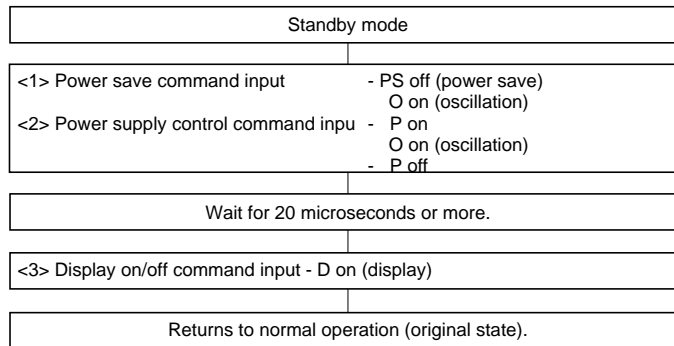 Standby mode
<1> Power save command input - PS off (power save)
O on (oscillation)
<2> Power supply control command inpu - P on
O on (oscillation)
- P off
Wait for 20 microseconds or more.
<3> Display on/off command input - D on (display)
Returns to normal operation (original state).